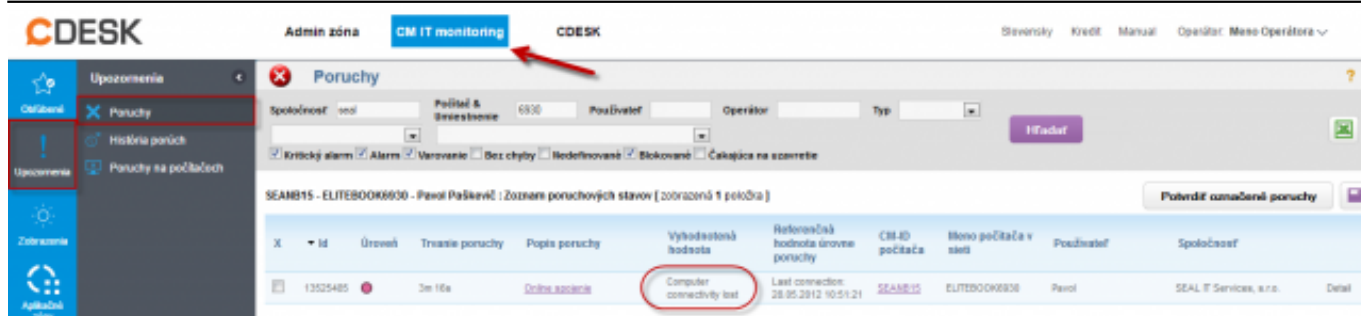 CDESK
Admin zóna
CM IT monitoring
CDESK
Slovensky Kredit Manual Operátor: Meno Operátora
Obľúbené
Upozornenia
Zobrazenia
Aplikačná
Upozornenia
Poruchy
História porúch
Poruchy na počítačoch
Poruchy
?
Spoločnosť seal
Počítač & Umiestnenie 6930
Používateľ
Operátor
Typ
Hľadať
Kritický alarm Alarm Varovanie Bez chyby Nedefinované Blokované Čakajúca na uzavretie
SEANB15 - ELITEBOOK6930 - Pavol Paškevič : Zoznam poruchových stavov [ zobrazená 1 položka ]
Potvrdiť označené poruchy
X Id Úroveň Trvanie poruchy Popis poruchy Vyhodnotená hodnota Referenčná hodnota úrovne poruchy CM-ID počítača Meno počítača v sieti Používateľ Spoločnosť
13525485 3m 16s Online spojenie Computer connectivity lost Last connection: 28.05.2012 10:51:21 SEANB15 ELITEBOOK6930 Pavol SEAL IT Services, s.r.o. Detail